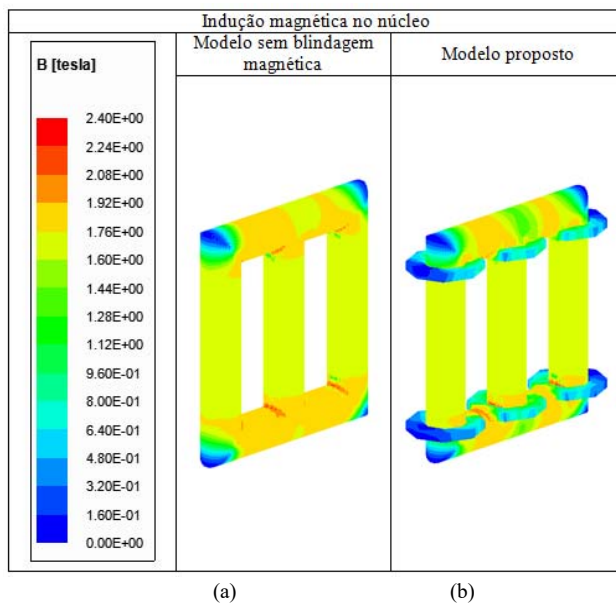 Indução magnética no núcleo
B [tesla]
2.40E+00
2.24E+00
2.08E+00
1.92E+00
1.76E+00
1.60E+00
1.44E+00
1.28E+00
1.12E+00
9.60E-01
8.00E-01
6.40E-01
4.80E-01
3.20E-01
1.60E-01
0.00E+00
Modelo sem blindagem
magnética
Modelo proposto
(a)
(b)